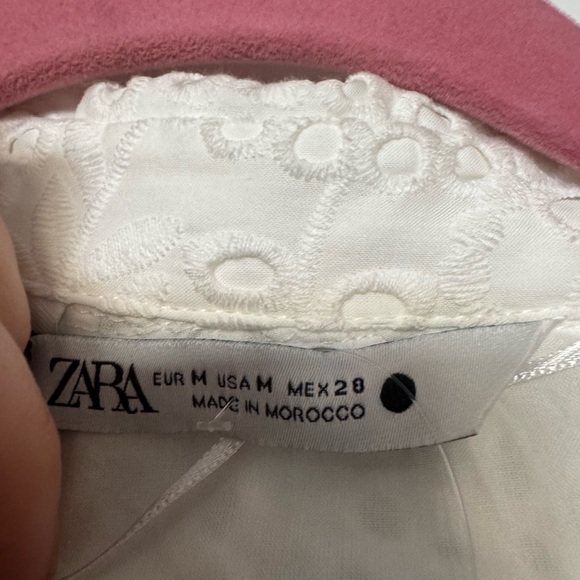 ZARA EUR M USA M MEX 28
MADE IN MOROCCO